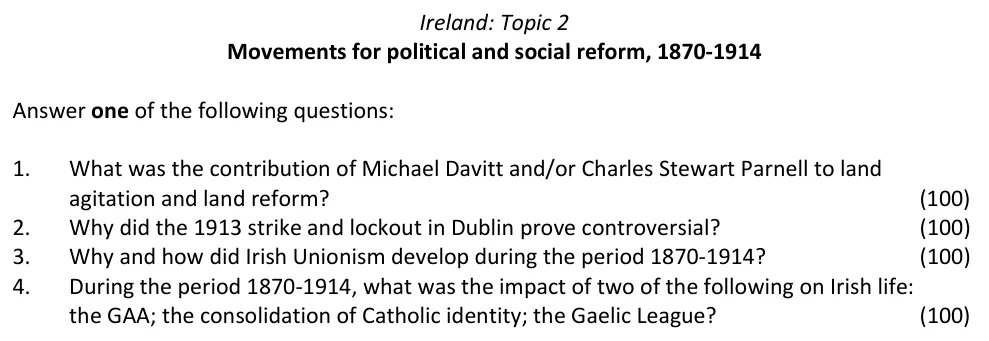 Ireland: Topic 2
Movements for political and social reform, 1870-1914
Answer one of the following questions:
1. What was the contribution of Michael Davitt and/or Charles Stewart Parnell to land
agitation and land reform? (100)
2. Why did the 1913 strike and lockout in Dublin prove controversial? (100)
3. Why and how did Irish Unionism develop during the period 1870-1914? (100)
4. During the period 1870-1914, what was the impact of two of the following on Irish life:
the GAA; the consolidation of Catholic identity; the Gaelic League? (100)